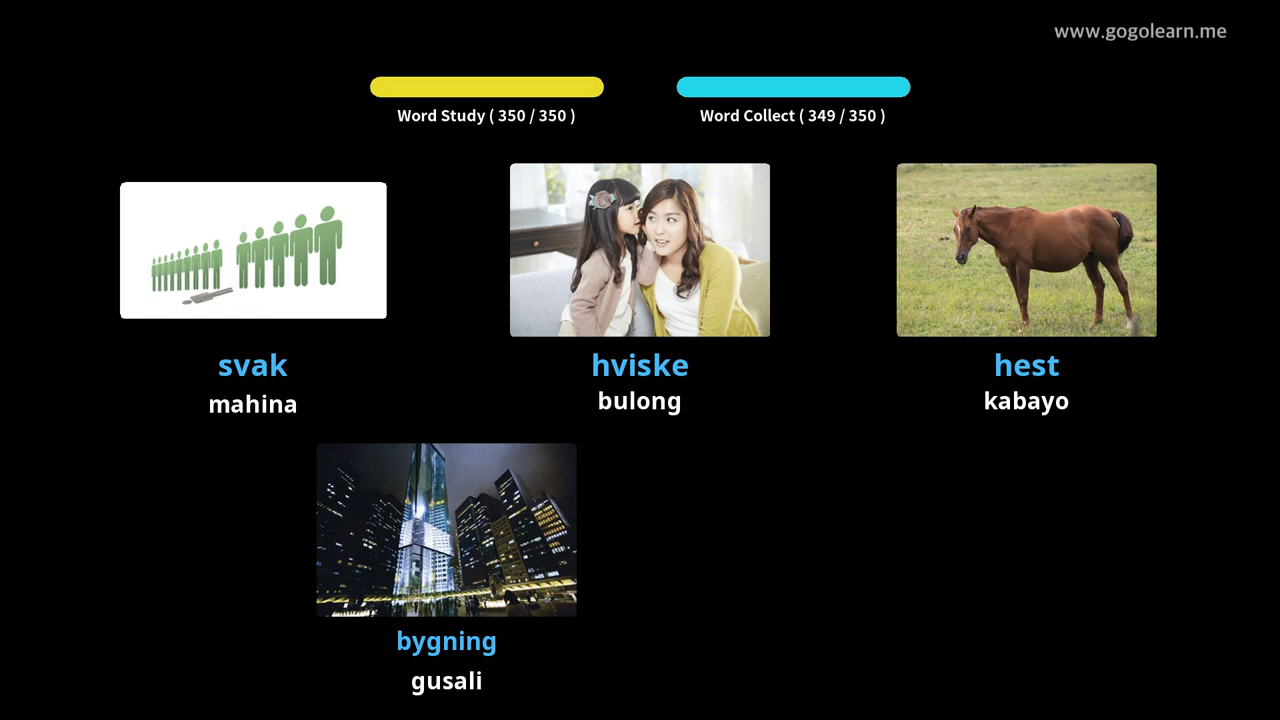 www.gogolearn.me
Word Study ( 350 / 350 )
Word Collect ( 349 / 350 )
svak
mahina
hviske
bulong
hest
kabayo
bygning
gusali